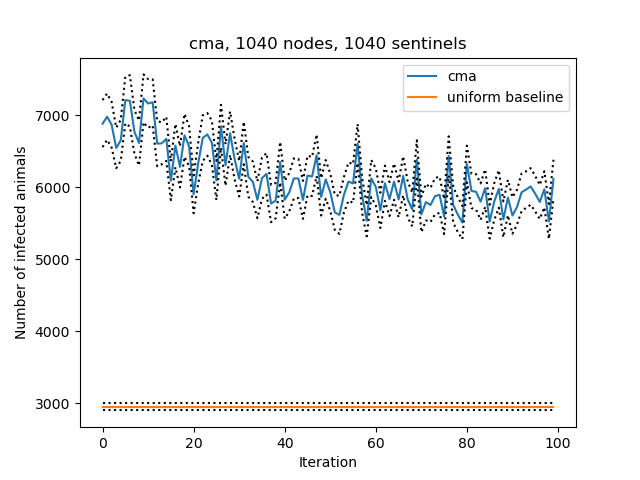 cma, 1040 nodes, 1040 sentinels
cma
uniform baseline
Number of infected animals
7000
6000
5000
4000
3000
0 20 40 60 80 100
Iteration